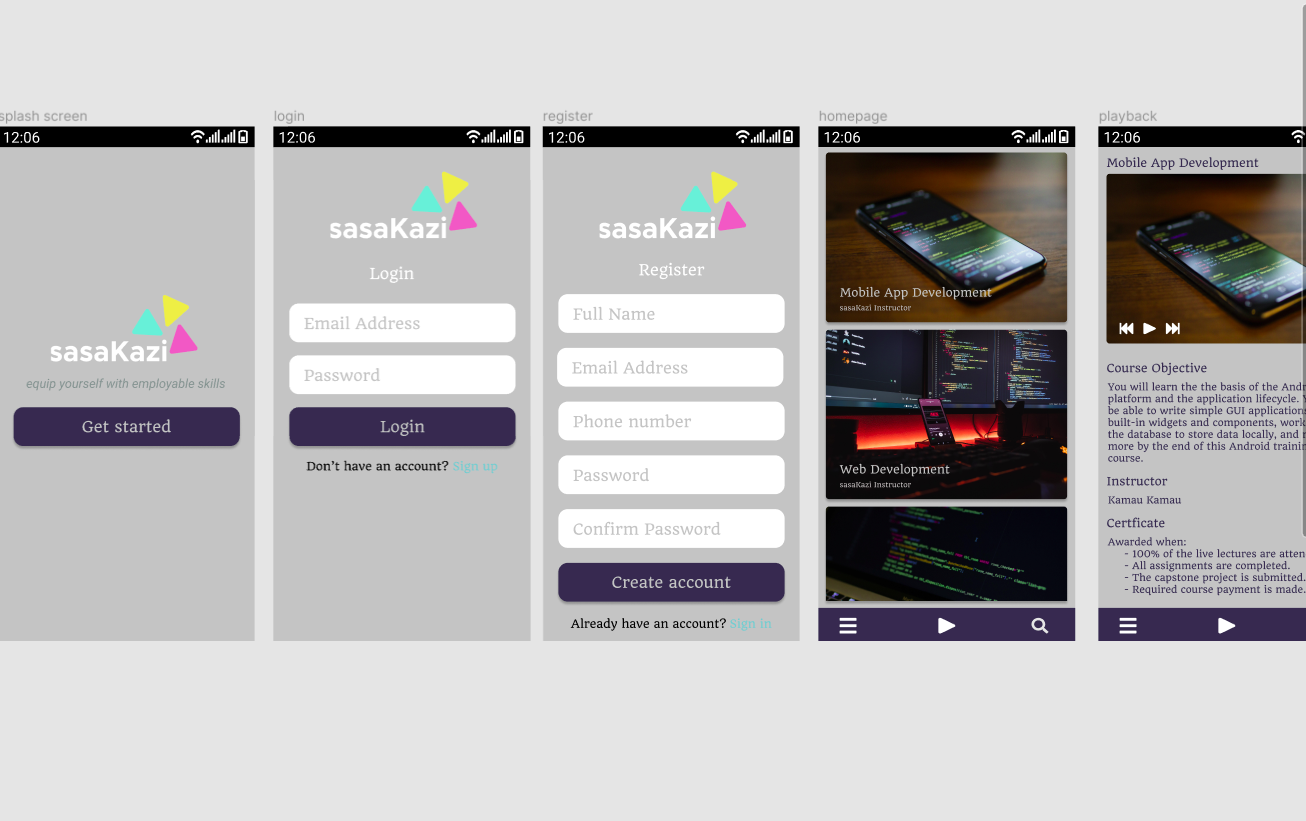 splash screen
12:06
sasaKazi
equip yourself with employable skills
Get started
login
12:06
sasaKazi
Login
Email Address
Password
Login
Don't have an account? Sign up
register
12:06
sasaKazi
Register
Full Name
Email Address
Phone number
Password
Confirm Password
Create account
Already have an account? Sign in
homepage
12:06
Mobile App Development
sasaKazi Instructor
Web Development
sasaKazi Instructor
playback
12:06
Mobile App Development
Course Objective
You will learn the the basis of the Andr
platform and the application lifecycle. Y
be able to write simple GUI applications
built-in widgets and components, work
the database to store data locally, and
more by the end of this Android trainin
course.
Instructor
Kamau Kamau
Certficate
Awarded when:
- 100% of the live lectures are atten
- All assignments are completed.
- The capstone project is submitted.
- Required course payment is made.